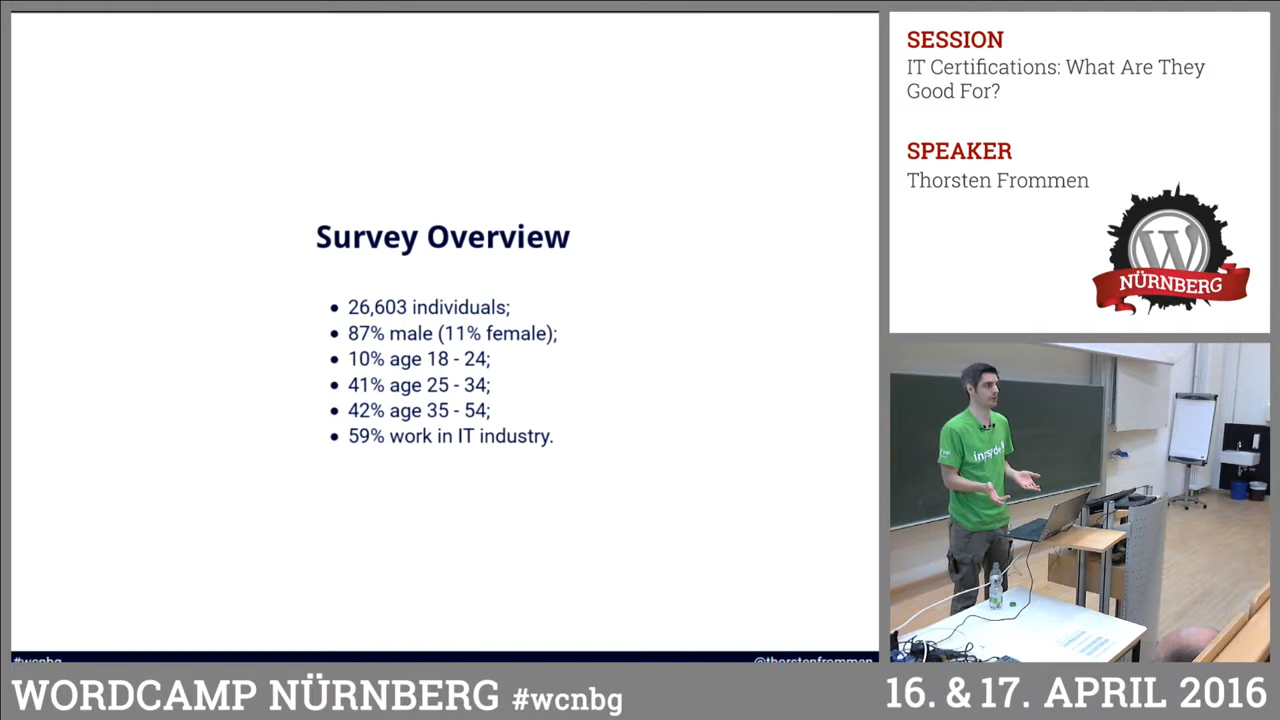 Survey Overview
• 26,603 individuals;
• 87% male (11% female);
• 10% age 18 - 24;
• 41% age 25 - 34;
• 42% age 35 - 54;
• 59% work in IT industry.
#wcnbg
@thorstenfrommen
SESSION
IT Certifications: What Are They
Good For?
SPEAKER
Thorsten Frommen
W
NÜRNBERG
WORDCAMP NÜRNBERG #wcnbg
16. & 17. APRIL 2016